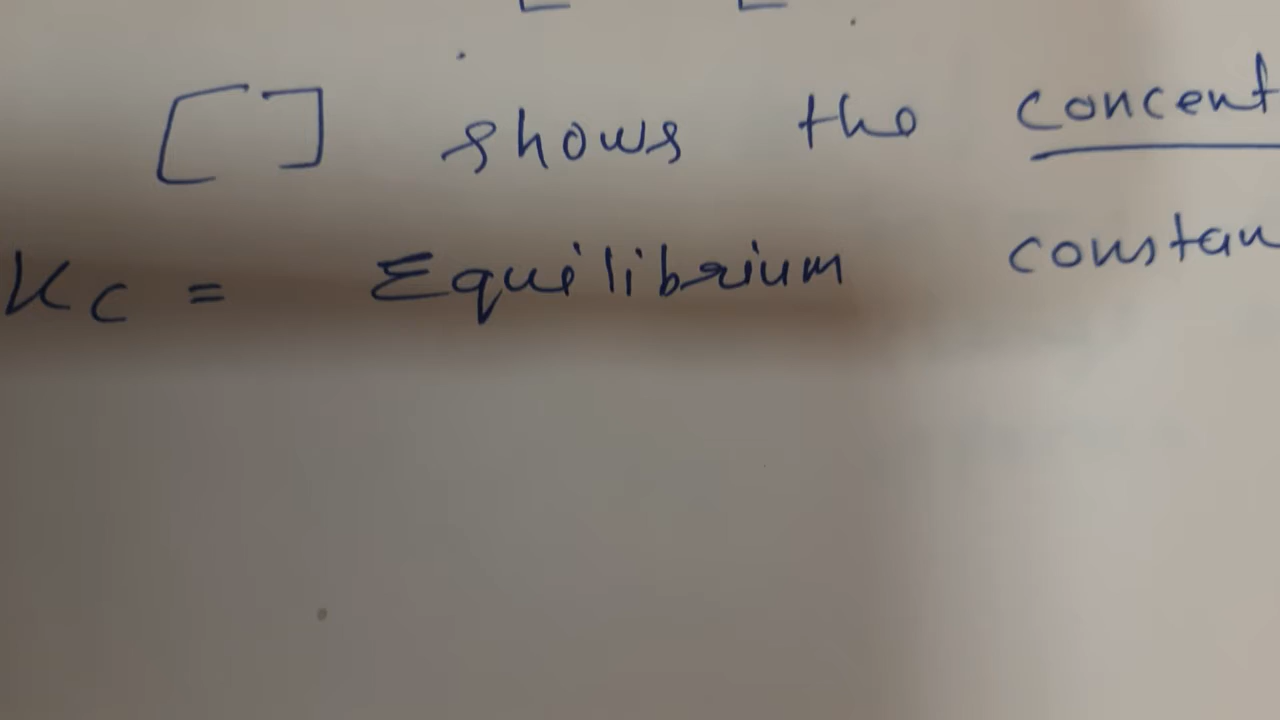 [ ] shows the concent
Kc = Equilibrium constan